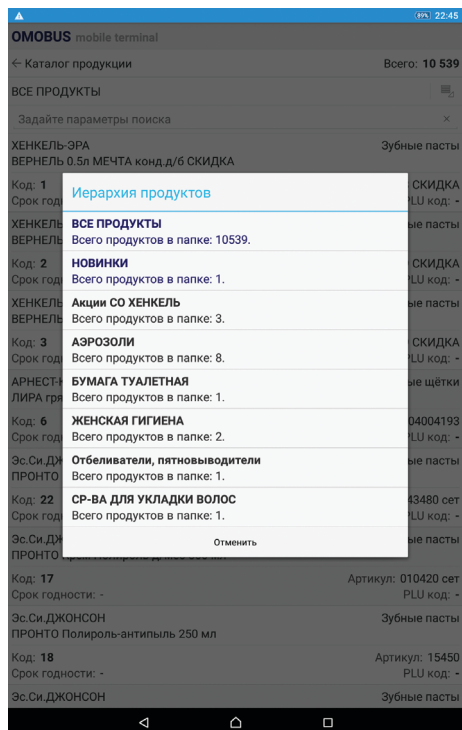 89% 22:45
OMOBUS mobile terminal
← Каталог продукции Всего: 10 539
ВСЕ ПРОДУКТЫ
Задайте параметры поиска ×
ХЕНКЕЛЬ-ЭРА Зубные пасты
ВЕРНЕЛЬ 0.5л МЕЧТА конд.д/б СКИДКА
Код: 1 СКИДКА
Срок год PLU код: -
Иерархия продуктов
ХЕНКЕЛЬ ые пасты
ВЕРНЕЛЬ
ВСЕ ПРОДУКТЫ
Всего продуктов в папке: 10539.
Код: 2 СКИДКА
Срок год PLU код: -
НОВИНКИ
Всего продуктов в папке: 1.
ХЕНКЕЛЬ ые пасты
ВЕРНЕЛЬ
Акции СО ХЕНКЕЛЬ
Всего продуктов в папке: 3.
Код: 3 СКИДКА
Срок год PLU код: -
АЭРОЗОЛИ
Всего продуктов в папке: 8.
АРНЕСТ- ые щётки
ЛИРА гря
БУМАГА ТУАЛЕТНАЯ
Всего продуктов в папке: 1.
Код: 6 04004193
Срок год PLU код: -
ЖЕНСКАЯ ГИГИЕНА
Всего продуктов в папке: 2.
Эс.Си.ДЖ ые пасты
ПРОНТО
Отбеливатели, пятновыводители
Всего продуктов в папке: 1.
Код: 22 43480 сет
Срок год PLU код: -
СР-ВА ДЛЯ УКЛАДКИ ВОЛОС
Всего продуктов в папке: 1.
Эс.Си.ДЖ ые пасты
ПРОНТО
Отменить
Код: 17 Артикул: 010420 сет
Срок годности: - PLU код: -
Эс.Си.ДЖОНСОН Зубные пасты
ПРОНТО Полироль-антипыль 250 мл
Код: 18 Артикул: 15450
Срок годности: - PLU код: -
Эс.Си.ДЖОНСОН Зубные пасты